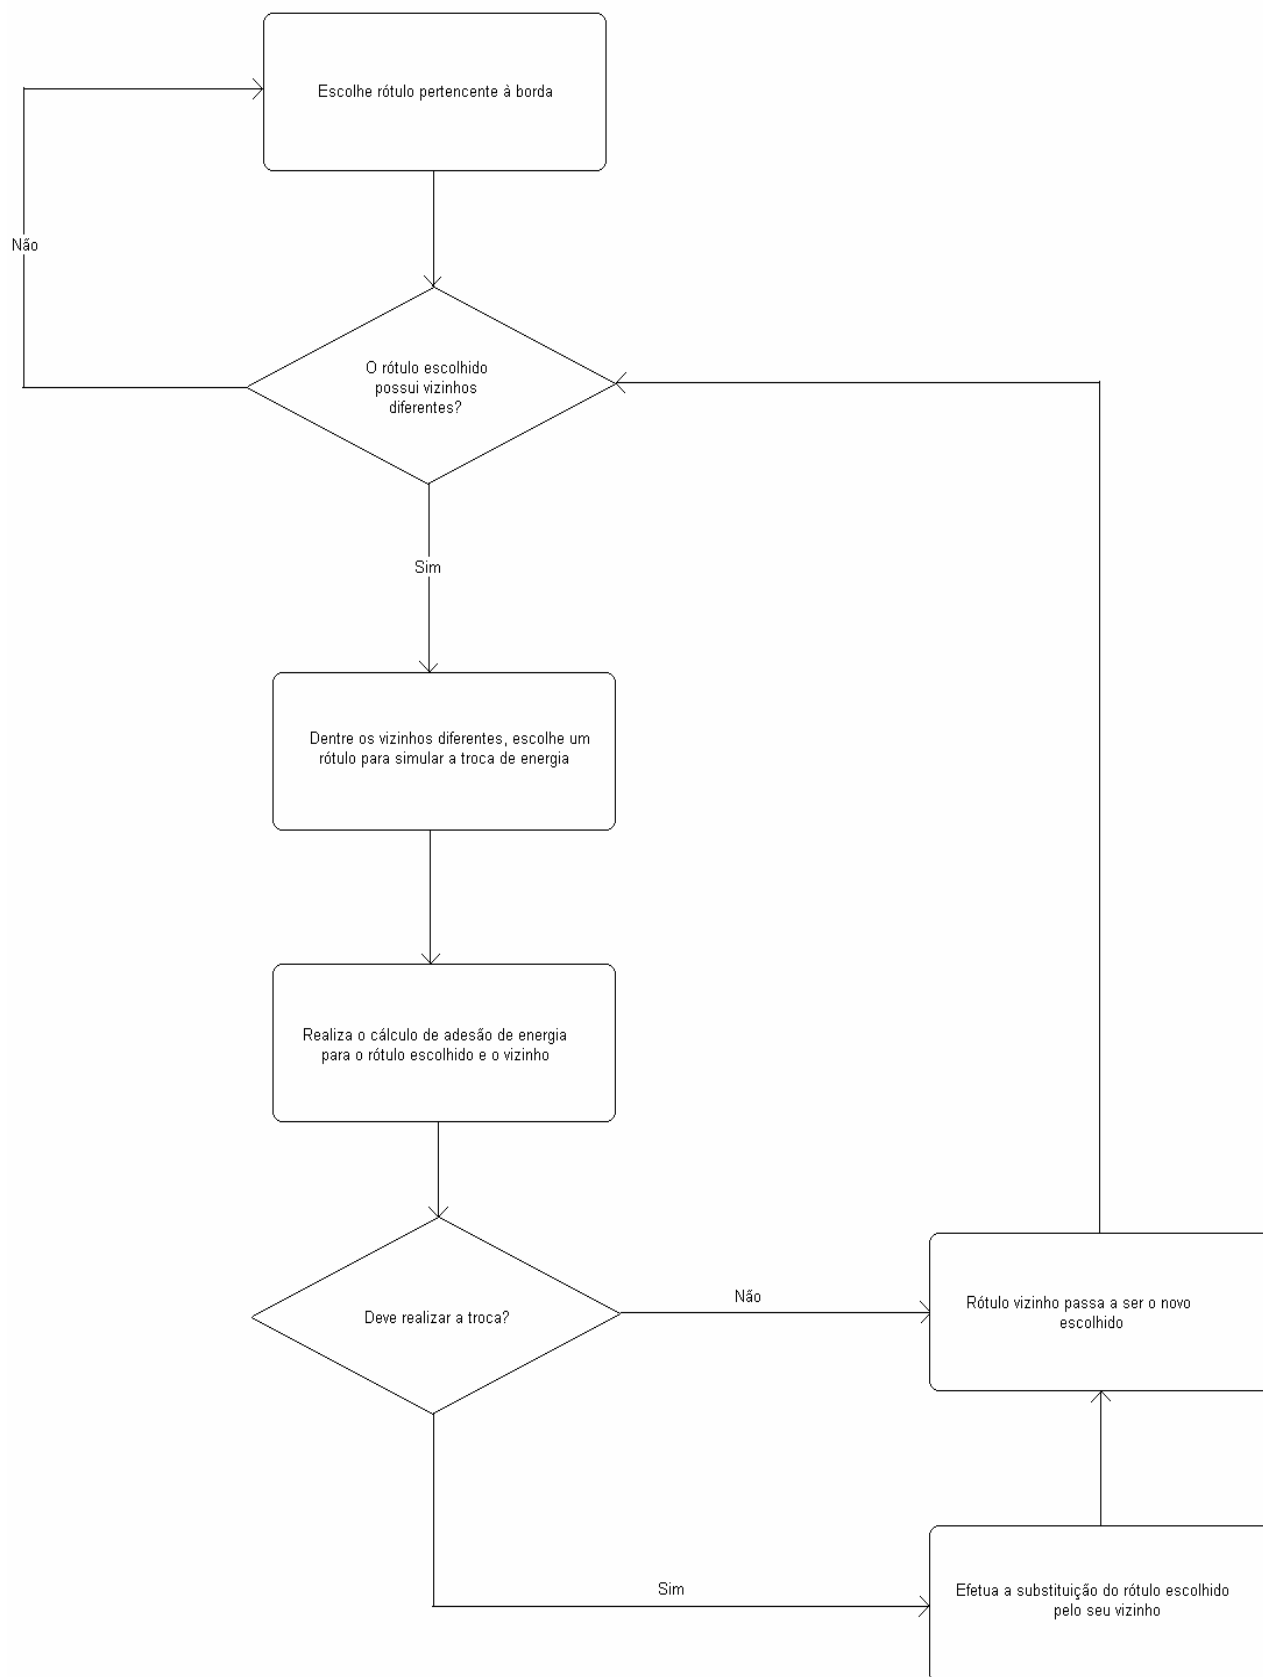 Escolhe rótulo pertencente à borda
Não
O rótulo escolhido
possui vizinhos
diferentes?
Sim
Dentre os vizinhos diferentes, escolhe um
rótulo para simular a troca de energia
Realiza o cálculo de adesão de energia
para o rótulo escolhido e o vizinho
Deve realizar a troca?
Não
Rótulo vizinho passa a ser o novo
escolhido
Sim
Efetua a substituição do rótulo escolhido
pelo seu vizinho